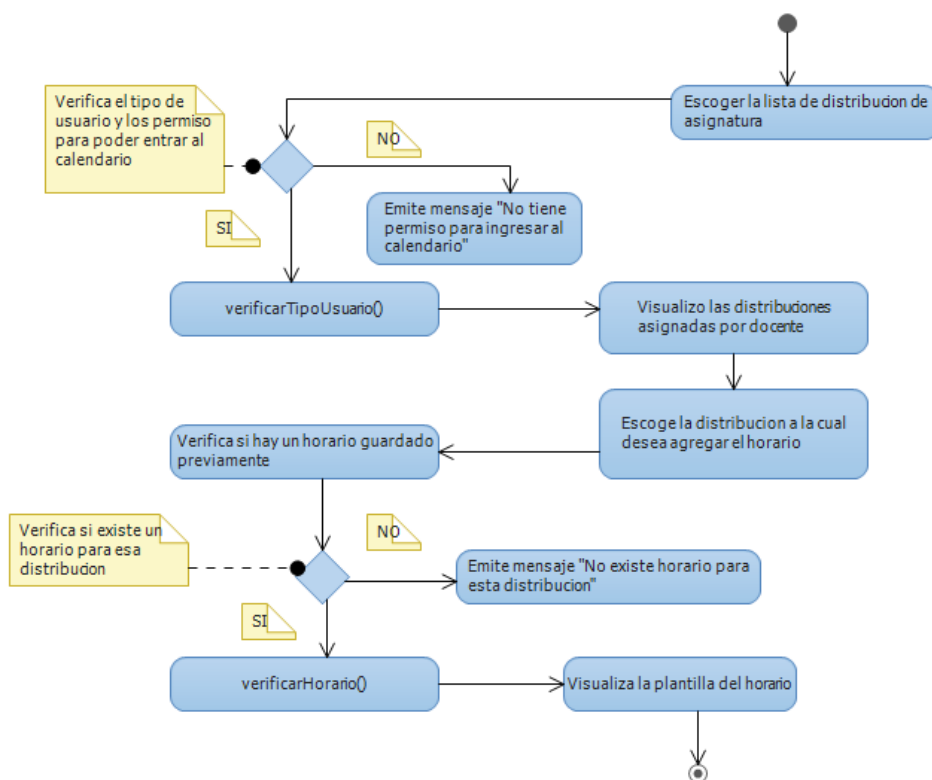 Escoger la lista de distribucion de
asignatura
Verifica el tipo de
usuario y los permiso
para poder entrar al
calendario
NO
Emite mensaje "No tiene
permiso para ingresar al
calendario"
SI
verificarTipoUsuario()
Visualizo las distribuciones
asignadas por docente
Escoge la distribucion a la cual
desea agregar el horario
Verifica si hay un horario guardado
previamente
Verifica si existe un
horario para esa
distribucion
NO
Emite mensaje "No existe horario para
esta distribucion"
SI
verificarHorario()
Visualiza la plantilla del horario